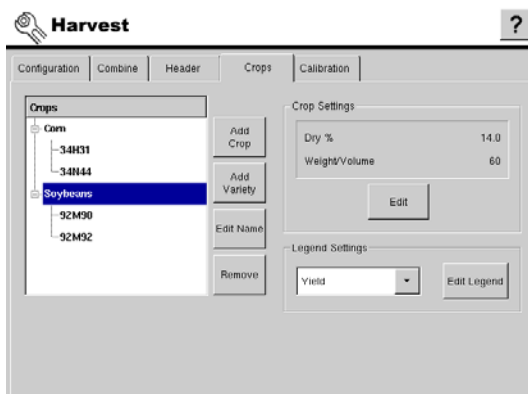 Harvest
?
Configuration
Combine
Header
Crops
Calibration
Crops
Corn
34H31
34N44
Soybeans
92M90
92M92
Add
Crop
Add
Variety
Edit Name
Remove
Crop Settings
Dry % 14.0
Weight/Volume 60
Edit
Legend Settings
Yield
Edit Legend